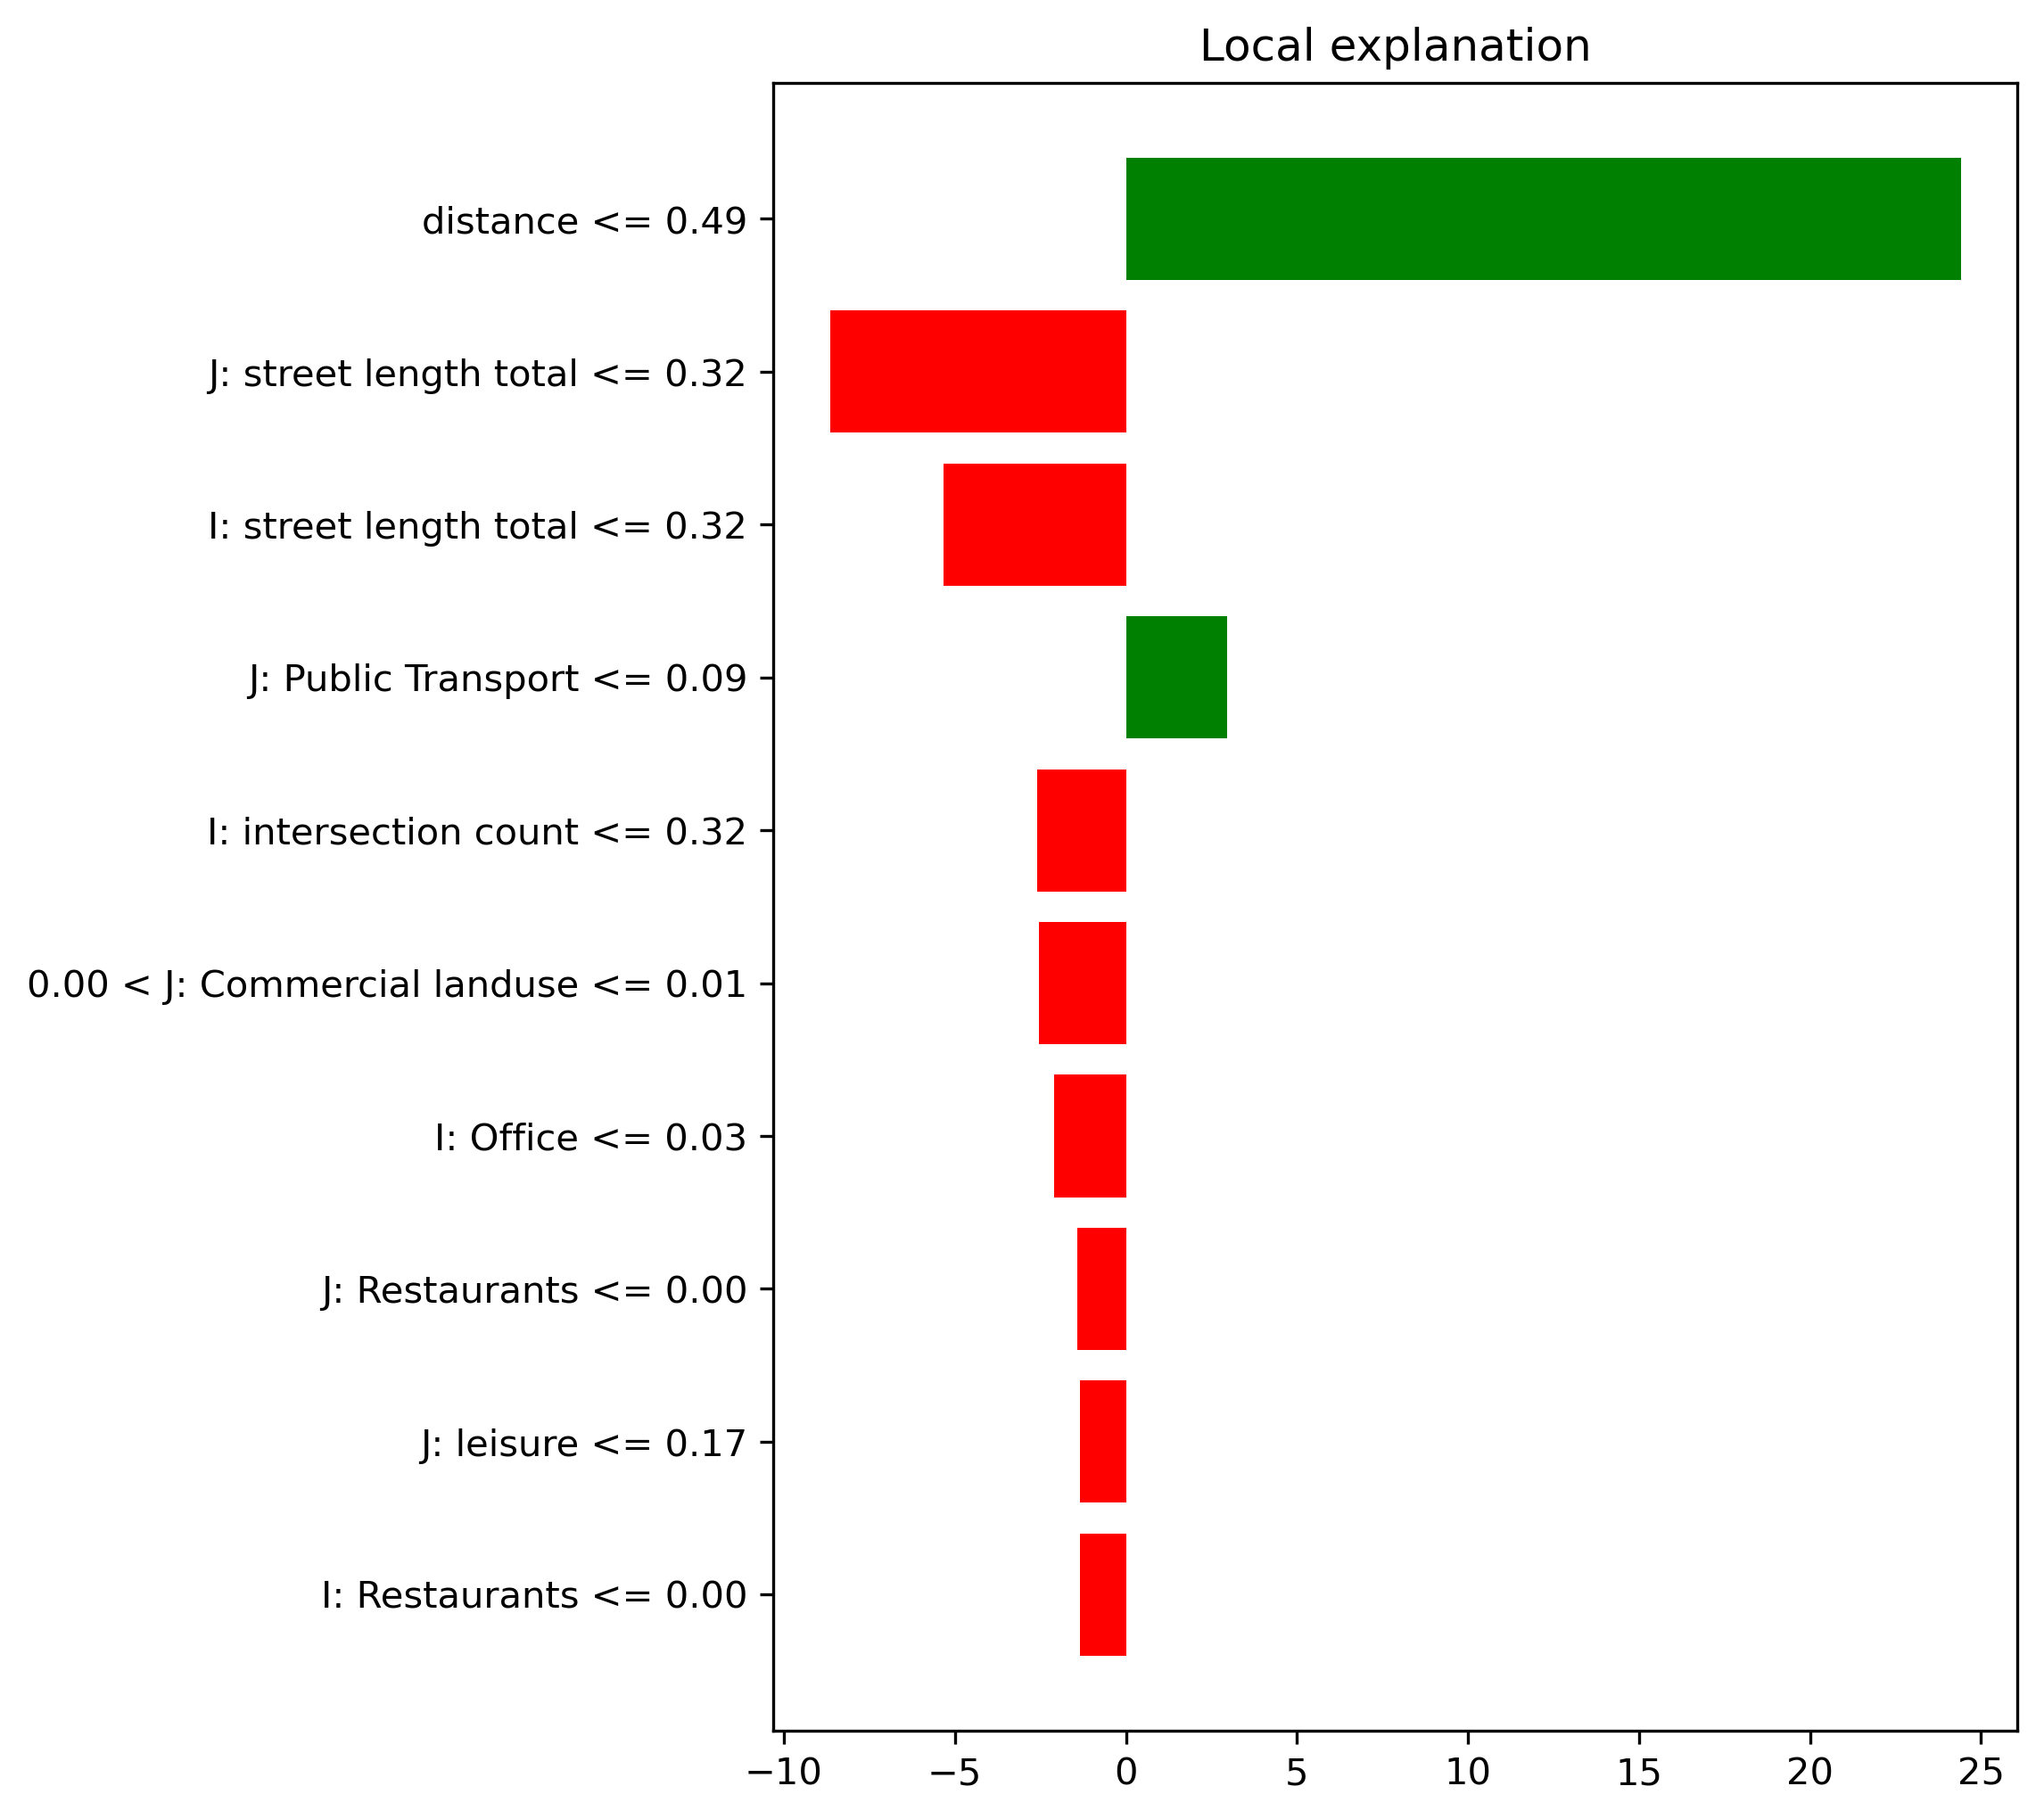 Local explanation
distance <= 0.49
J: street length total <= 0.32
I: street length total <= 0.32
J: Public Transport <= 0.09
I: intersection count <= 0.32
0.00 < J: Commercial landuse <= 0.01
I: Office <= 0.03
J: Restaurants <= 0.00
J: leisure <= 0.17
I: Restaurants <= 0.00
−10 −5 0 5 10 15 20 25